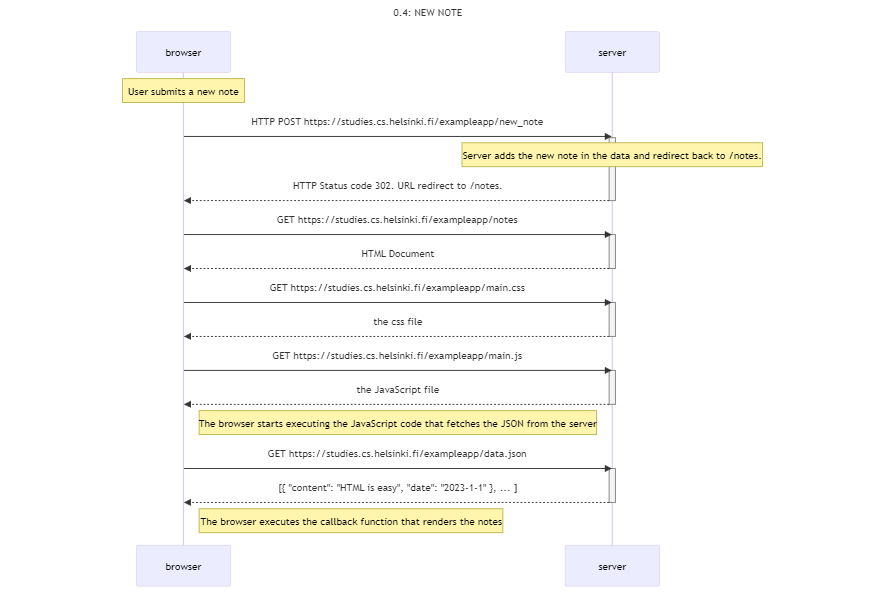 0.4: NEW NOTE
browser
server
User submits a new note
HTTP POST https://studies.cs.helsinki.fi/exampleapp/new_note
Server adds the new note in the data and redirect back to /notes.
HTTP Status code 302. URL redirect to /notes.
GET https://studies.cs.helsinki.fi/exampleapp/notes
HTML Document
GET https://studies.cs.helsinki.fi/exampleapp/main.css
the css file
GET https://studies.cs.helsinki.fi/exampleapp/main.js
the JavaScript file
The browser starts executing the JavaScript code that fetches the JSON from the server
GET https://studies.cs.helsinki.fi/exampleapp/data.json
[{ "content": "HTML is easy", "date": "2023-1-1" }, ... ]
The browser executes the callback function that renders the notes
browser
server